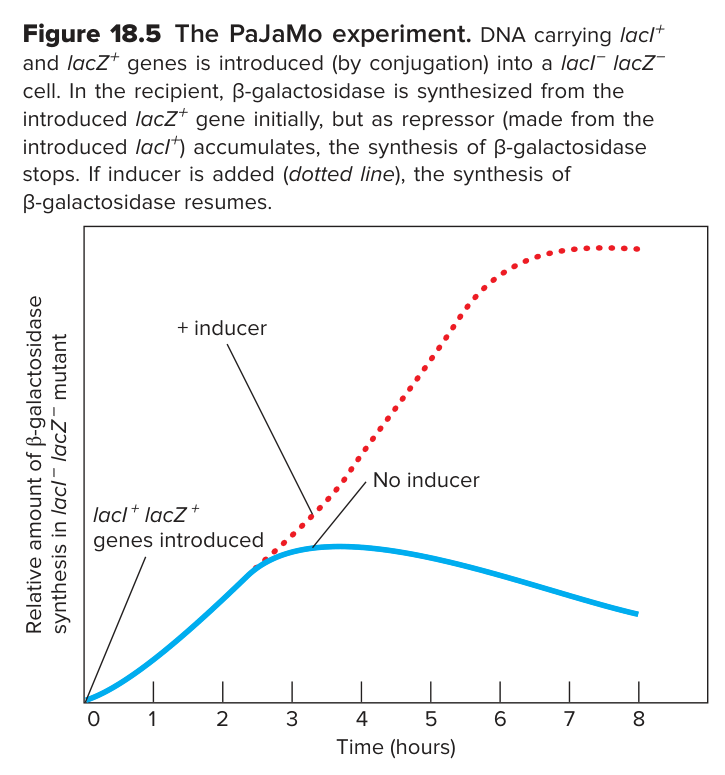 Figure 18.5 The PaJaMo experiment. DNA carrying lacI⁺
and lacZ⁺ genes is introduced (by conjugation) into a lacI⁻ lacZ⁻
cell. In the recipient, β-galactosidase is synthesized from the
introduced lacZ⁺ gene initially, but as repressor (made from the
introduced lacI⁺) accumulates, the synthesis of β-galactosidase
stops. If inducer is added (dotted line), the synthesis of
β-galactosidase resumes.
Relative amount of β-galactosidase
synthesis in lacI⁻ lacZ⁻ mutant
+ inducer
No inducer
lacI⁺ lacZ⁺
genes introduced
0 1 2 3 4 5 6 7 8
Time (hours)